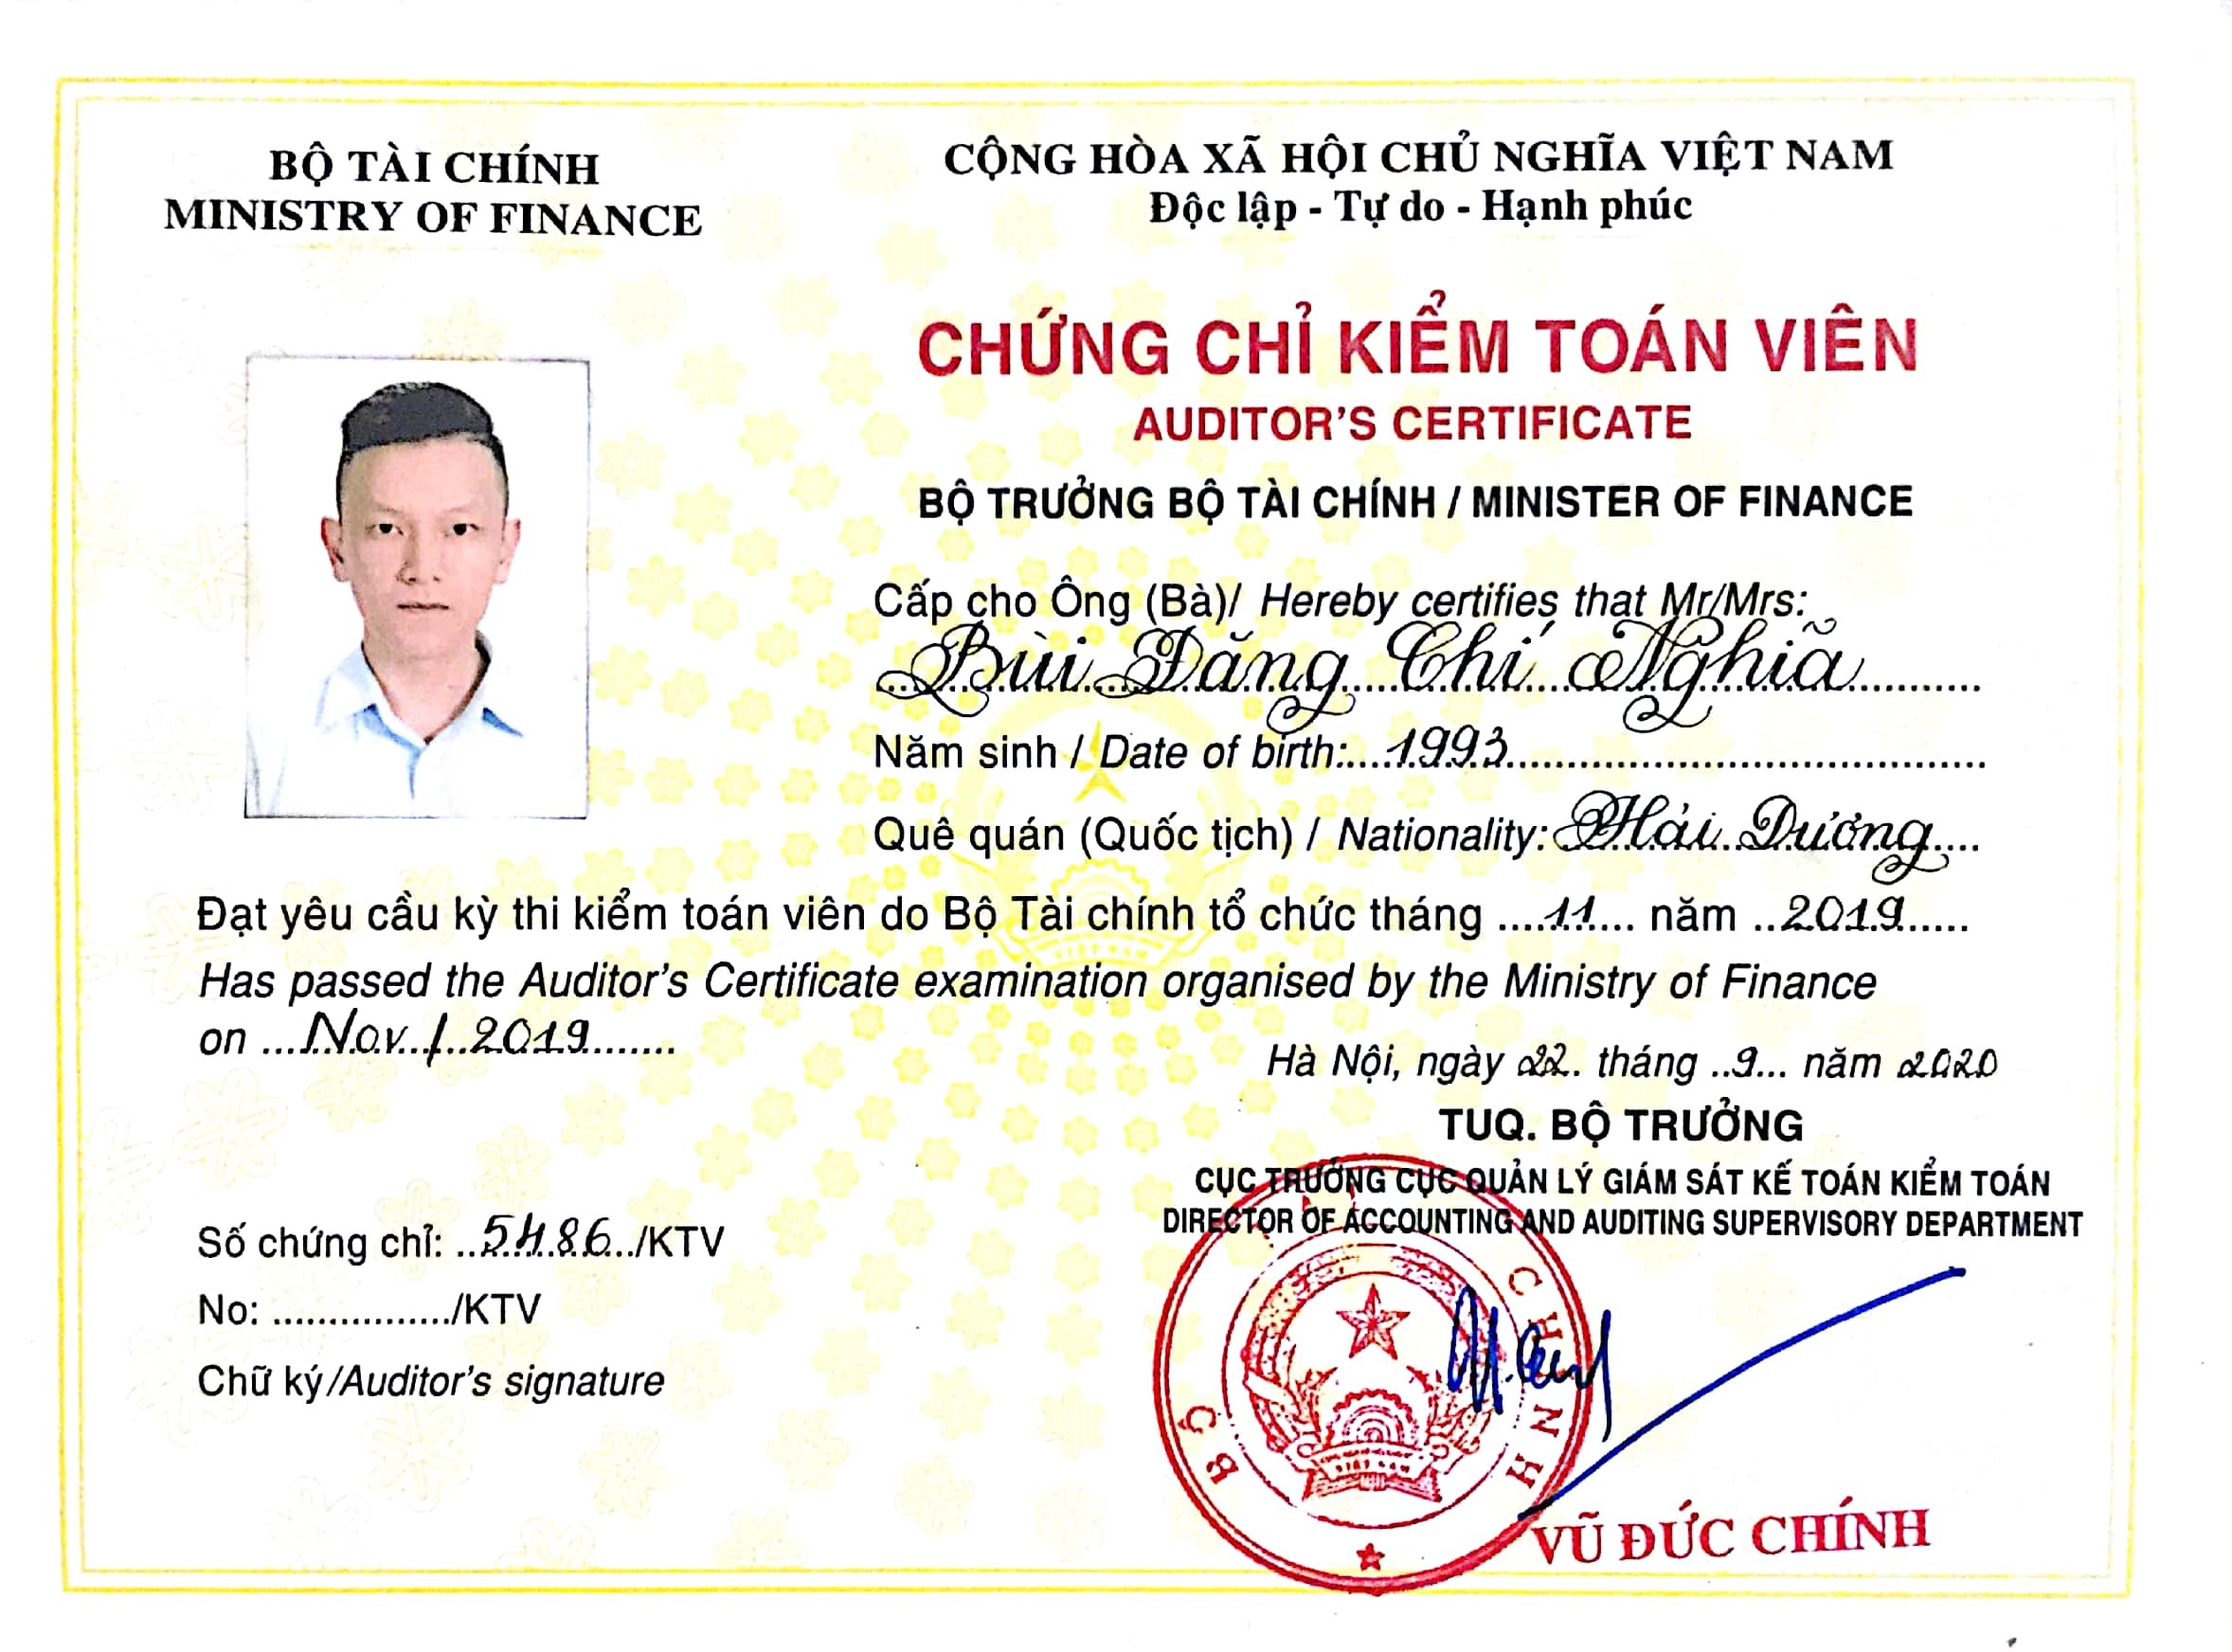 BỘ TÀI CHÍNH
MINISTRY OF FINANCE
CỘNG HÒA XÃ HỘI CHỦ NGHĨA VIỆT NAM
Độc lập - Tự do - Hạnh phúc
CHỨNG CHỈ KIỂM TOÁN VIÊN
AUDITOR'S CERTIFICATE
BỘ TRƯỞNG BỘ TÀI CHÍNH / MINISTER OF FINANCE
Cấp cho Ông (Bà)/ Hereby certifies that Mr/Mrs:
Bùi Đăng Chí Nghĩa
Năm sinh / Date of birth:....1993
Quê quán (Quốc tịch) / Nationality: Hải Dương
Đạt yêu cầu kỳ thi kiểm toán viên do Bộ Tài chính tổ chức tháng ....11... năm ..2019......
Has passed the Auditor's Certificate examination organised by the Ministry of Finance
on ...Nov./.2019.......
Hà Nội, ngày 22. tháng ..9... năm 2020
TUQ. BỘ TRƯỞNG
CỤC TRƯỞNG CỤC QUẢN LÝ GIÁM SÁT KẾ TOÁN KIỂM TOÁN
DIRECTOR OF ACCOUNTING AND AUDITING SUPERVISORY DEPARTMENT
Số chứng chỉ: ..5486../KTV
No: ................/KTV
Chữ ký/Auditor's signature
BỘ CHÍNH
VIỆT NAM
VŨ ĐỨC CHÍNH